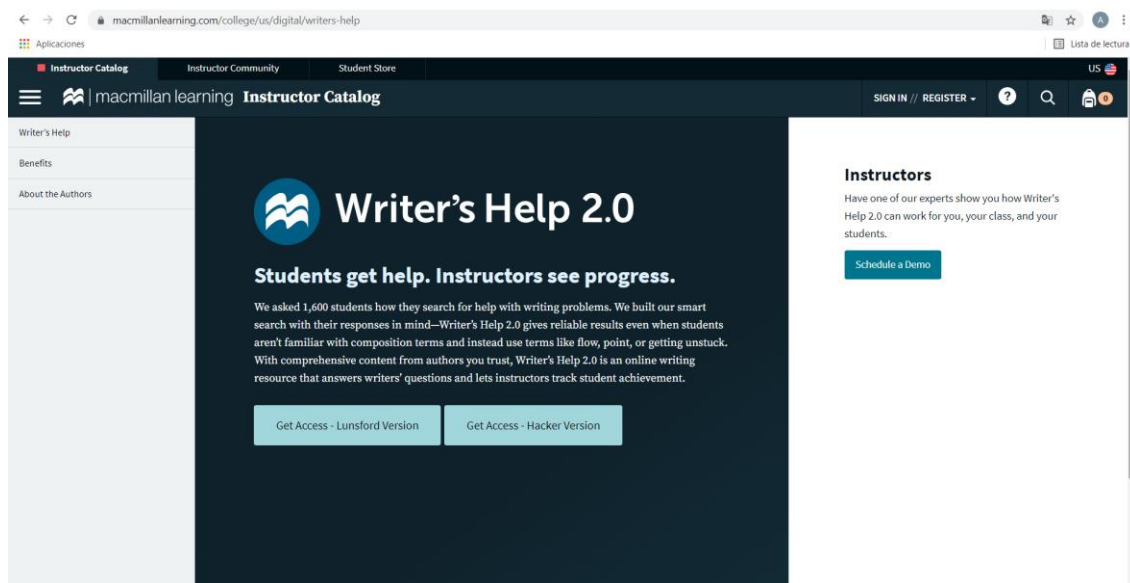 macmillanlearning.com/college/us/digital/writers-help
A
Aplicaciones
Lista de lectura
Instructor Catalog
Instructor Community
Student Store
US
macmillan learning Instructor Catalog
SIGN IN // REGISTER
?
0
Writer's Help
Benefits
About the Authors
Writer's Help 2.0
Students get help. Instructors see progress.
We asked 1,600 students how they search for help with writing problems. We built our smart
search with their responses in mind—Writer's Help 2.0 gives reliable results even when students
aren't familiar with composition terms and instead use terms like flow, point, or getting unstuck.
With comprehensive content from authors you trust, Writer's Help 2.0 is an online writing
resource that answers writers' questions and lets instructors track student achievement.
Get Access - Lunsford Version
Get Access - Hacker Version
Instructors
Have one of our experts show you how Writer's
Help 2.0 can work for you, your class, and your
students.
Schedule a Demo